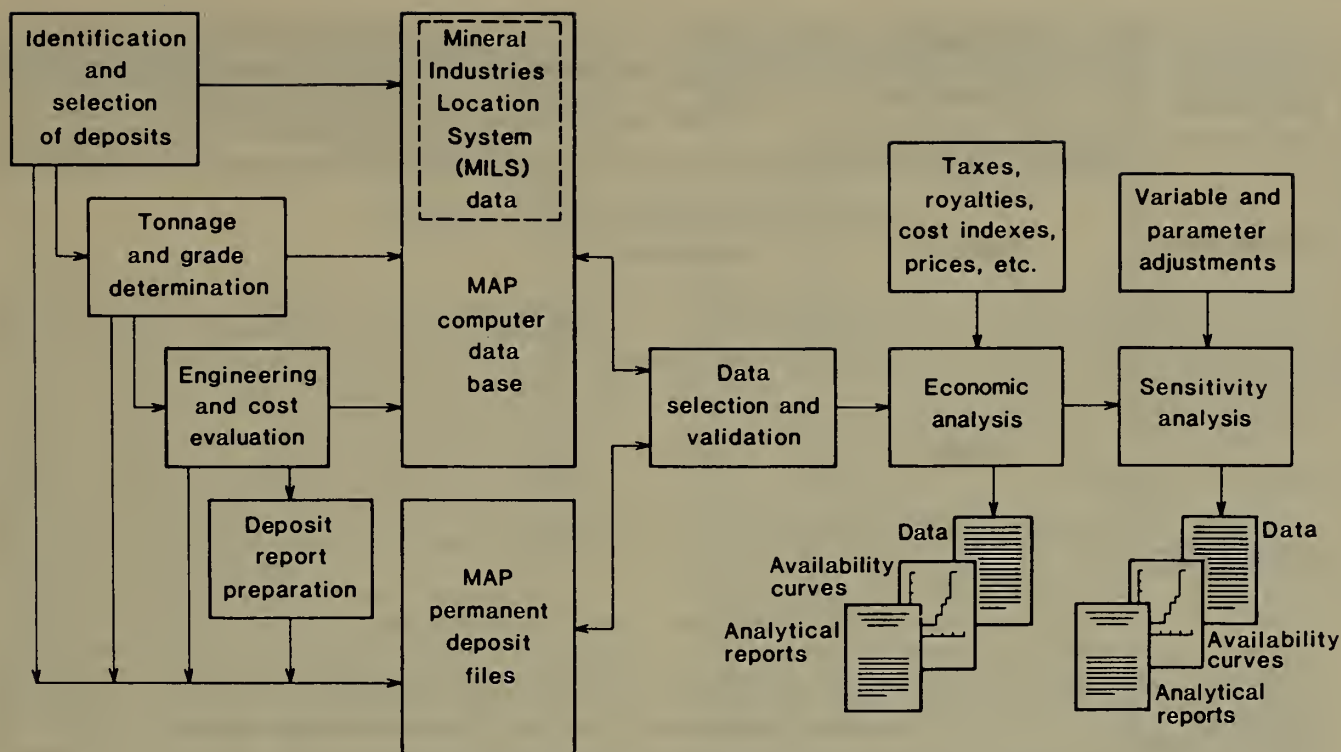 Identification
and
selection
of deposits
Mineral
Industries
Location
System
(MILS)
data
MAP
computer
data
base
Tonnage
and grade
determination
Engineering
and cost
evaluation
Deposit
report
preparation
MAP
permanent
deposit
files
Data
selection and
validation
Taxes,
royalties,
cost indexes,
prices, etc.
Variable and
parameter
adjustments
Economic
analysis
Sensitivity
analysis
Data
Availability
curves
Analytical
reports
Data
Availability
curves
Analytical
reports